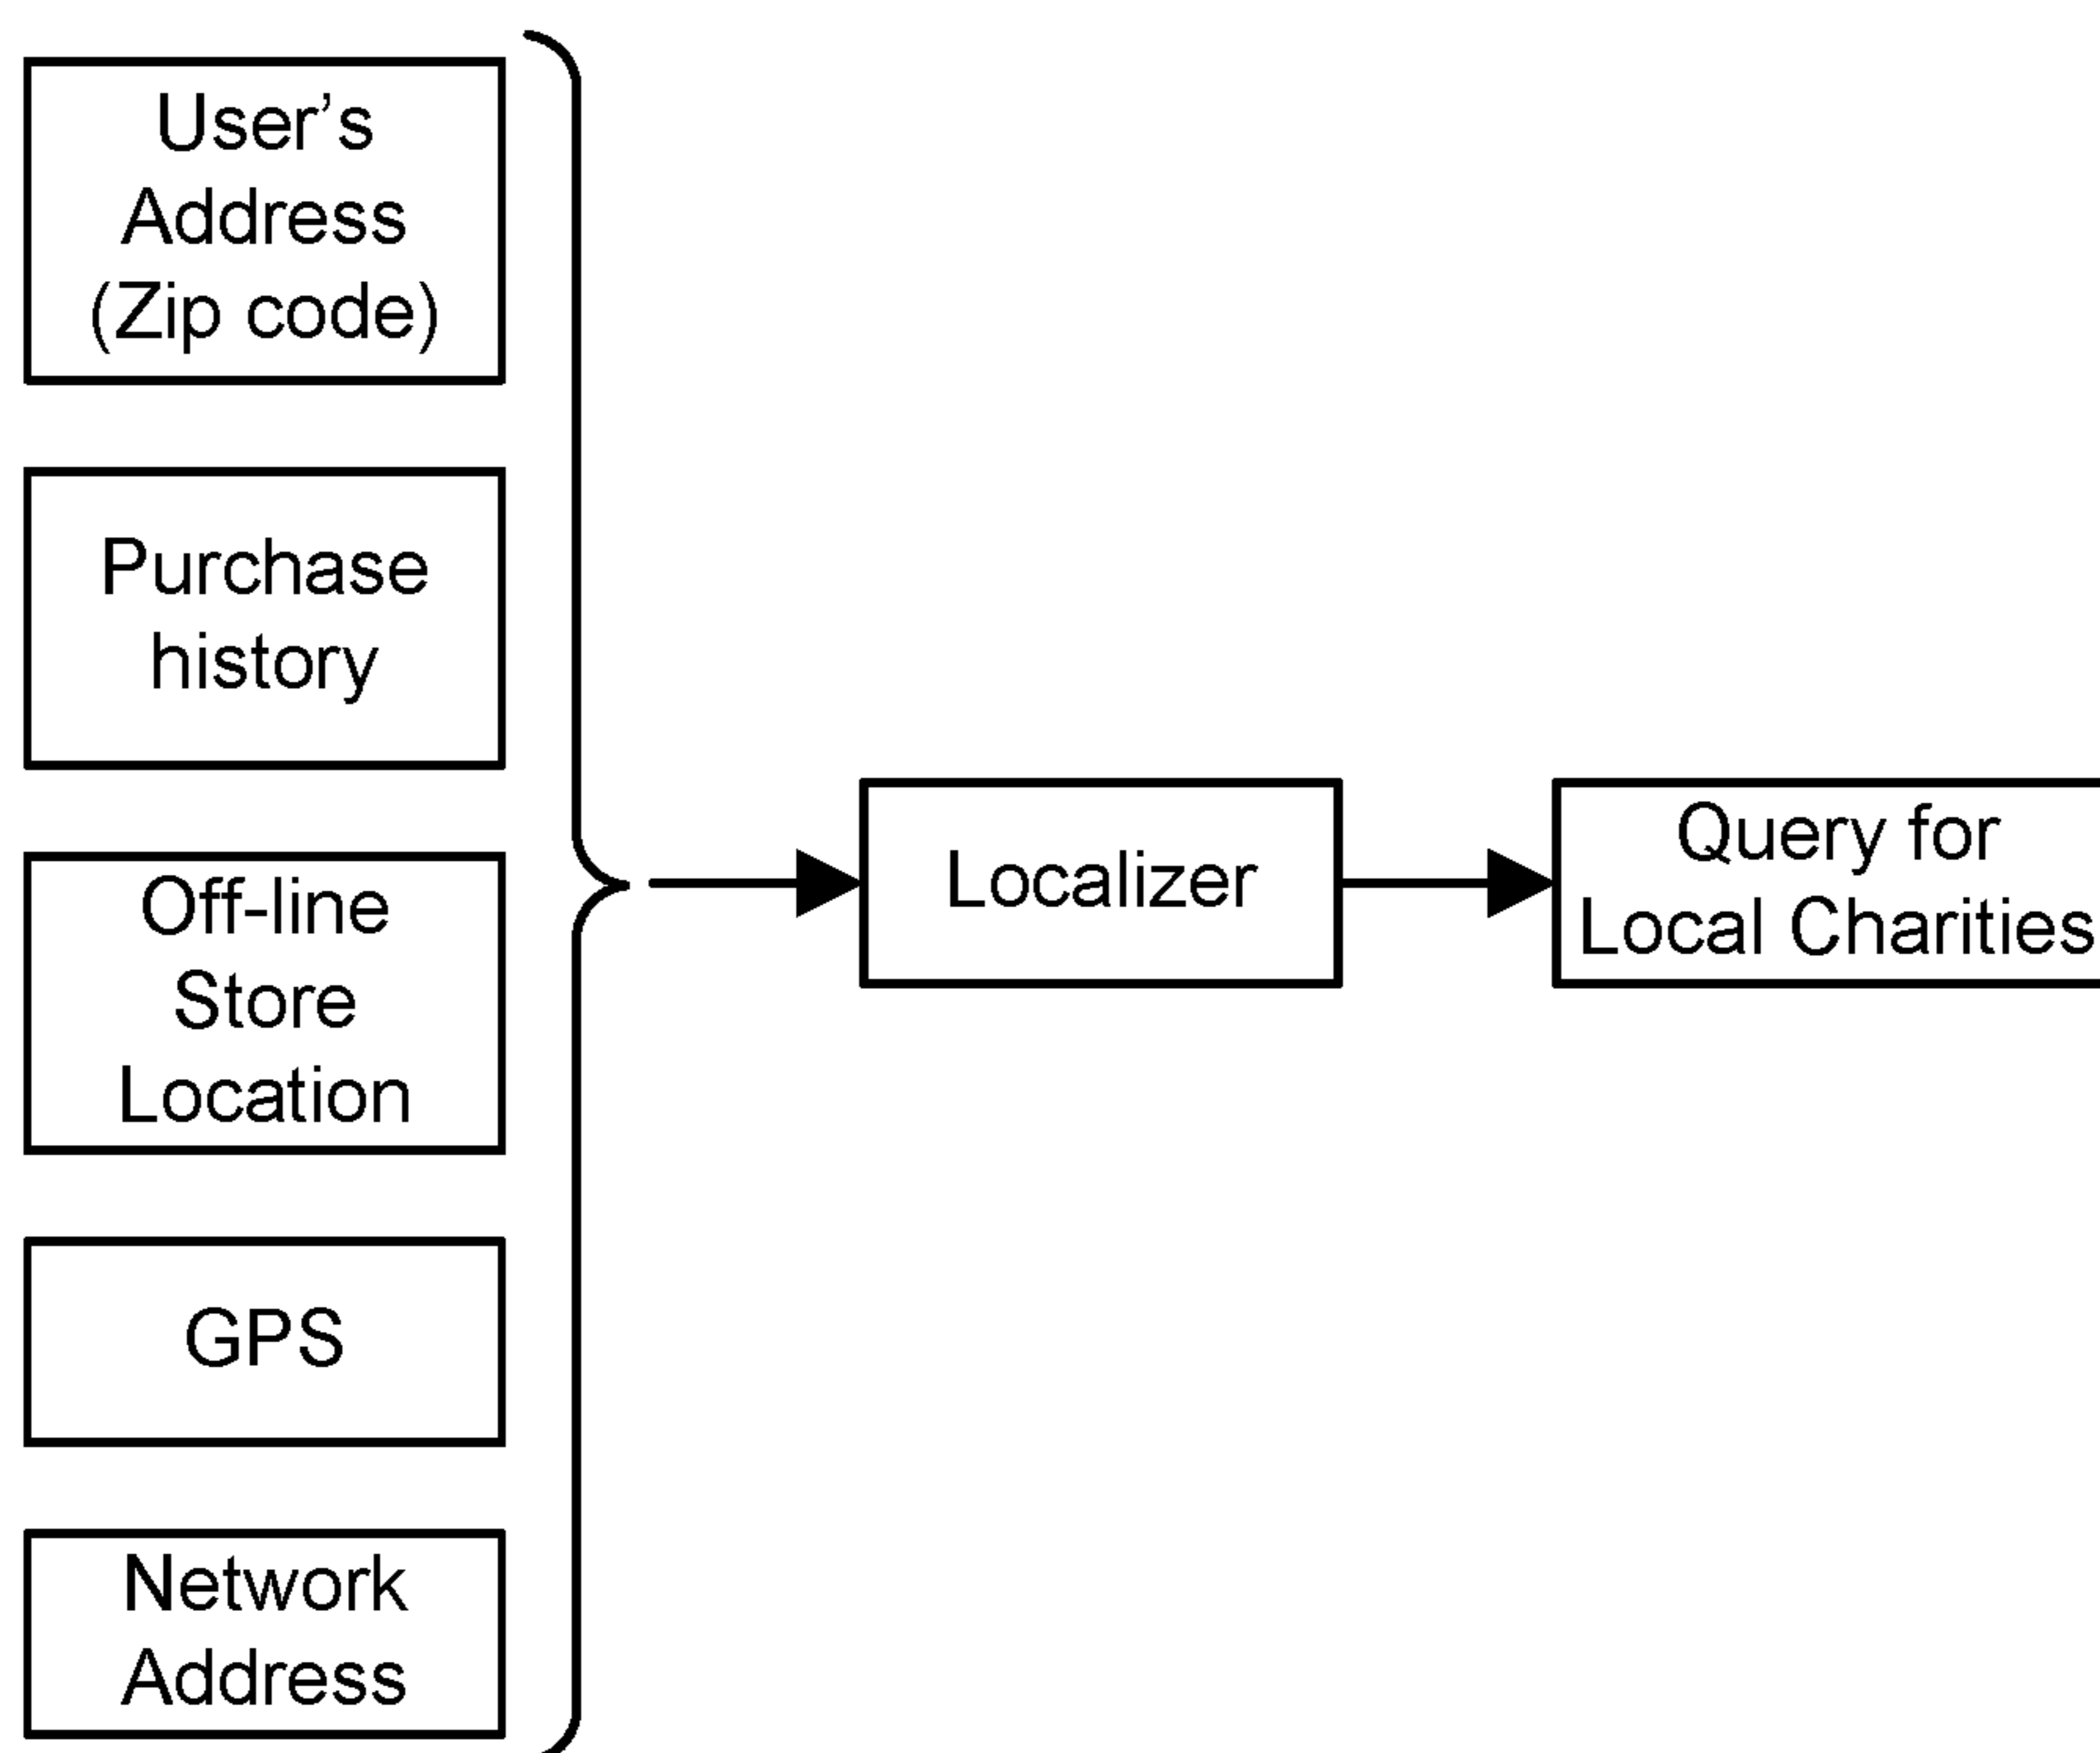 User’s
Address
(Zip code)
Purchase
history
Off-line
Store
Location
GPS
Network
Address
Localizer
Query for
Local Charities